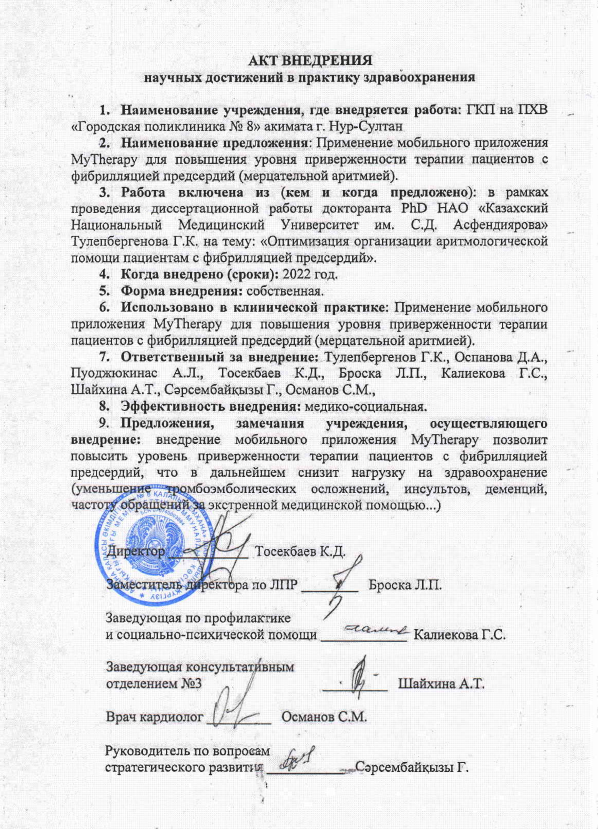 АКТ ВНЕДРЕНИЯ
научных достижений в практику здравоохранения
1. Наименование учреждения, где внедряется работа: ГКП на ПХВ
«Городская поликлиника № 8» акимата г. Нур-Султан
2. Наименование предложения: Применение мобильного приложения
MyTherapy для повышения уровня приверженности терапии пациентов с
фибрилляцией предсердий (мерцательной аритмией).
3. Работа включена из (кем и когда предложено): в рамках
проведения диссертационной работы докторанта PhD НАО «Казахский
Национальный Медицинский Университет им. С.Д. Асфендиярова»
Тулепбергенова Г.К. на тему: «Оптимизация организации аритмологической
помощи пациентам с фибрилляцией предсердий».
4. Когда внедрено (сроки): 2022 год.
5. Форма внедрения: собственная.
6. Использовано в клинической практике: Применение мобильного
приложения MyTherapy для повышения уровня приверженности терапии
пациентов с фибрилляцией предсердий (мерцательной аритмией).
7. Ответственный за внедрение: Тулепбергенов Г.К., Оспанова Д.А.,
Пуоджюкинас А.Л., Тосекбаев К.Д., Броска Л.П., Калиекова Г.С.,
Шайхина А.Т., Сәрсембайқызы Г., Османов С.М.,
8. Эффективность внедрения: медико-социальная.
9. Предложения, замечания учреждения, осуществляющего
внедрение: внедрение мобильного приложения MyTherapy позволит
повысить уровень приверженности терапии пациентов с фибрилляцией
предсердий, что в дальнейшем снизит нагрузку на здравоохранение
(уменьшение тромбоэмболических осложнений, инсультов, деменций,
частоту обращений за экстренной медицинской помощью...)
Директор ____________ Тосекбаев К.Д.
Заместитель директора по ЛПР ________ Броска Л.П.
Заведующая по профилактике
и социально-психической помощи ____________ Калиекова Г.С.
Заведующая консультативным
отделением №3 _________ Шайхина А.Т.
Врач кардиолог _________ Османов С.М.
Руководитель по вопросам
стратегического развития ____________ Сәрсембайқызы Г.